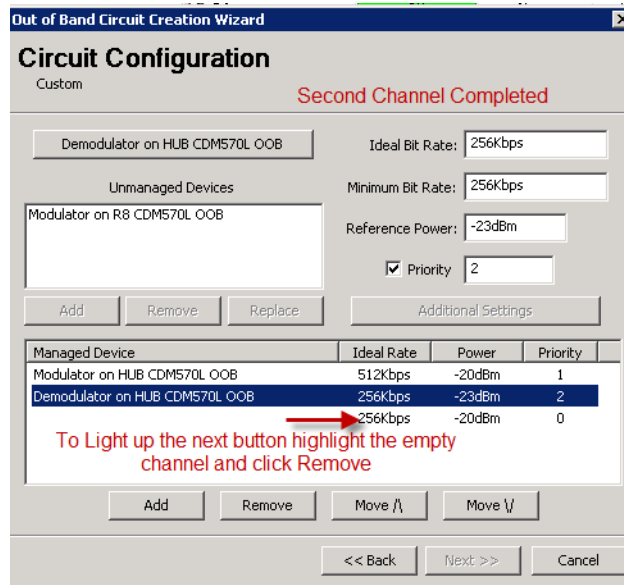 Out of Band Circuit Creation Wizard
Circuit Configuration
Custom
Second Channel Completed
Demodulator on HUB CDM570L OOB
Ideal Bit Rate: 256Kbps
Unmanaged Devices
Minimum Bit Rate: 256Kbps
Modulator on R8 CDM570L OOB
Reference Power: -23dBm
Priority 2
Add Remove Replace Additional Settings
Managed Device Ideal Rate Power Priority
Modulator on HUB CDM570L OOB 512Kbps -20dBm 1
Demodulator on HUB CDM570L OOB 256Kbps -23dBm 2
256Kbps -20dBm 0
To Light up the next button highlight the empty
channel and click Remove
Add Remove Move /\ Move \/
<< Back Next >> Cancel